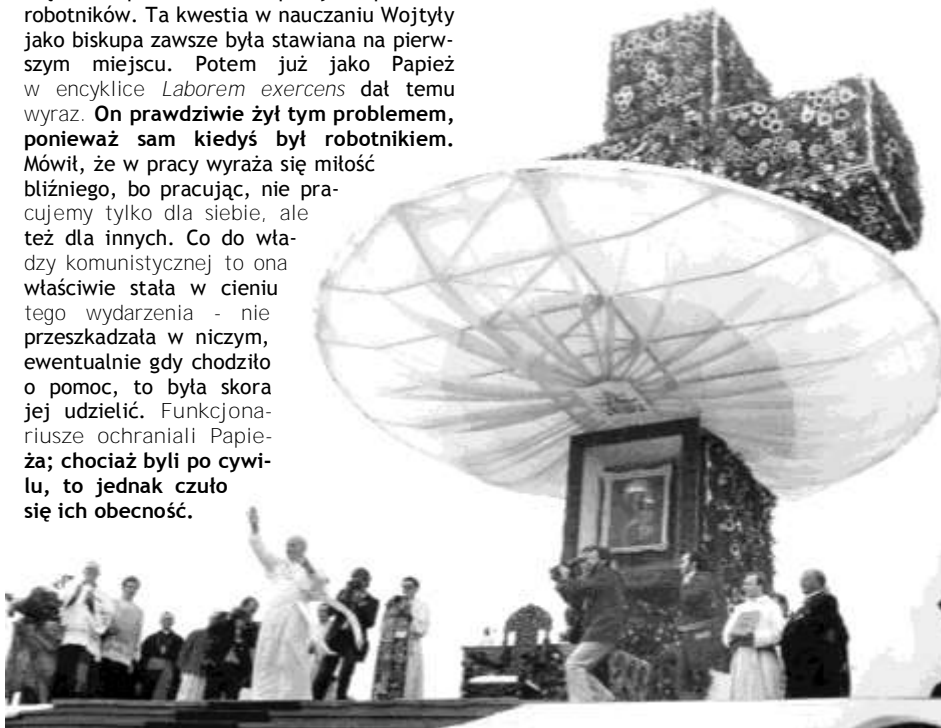 robotników. Ta kwestia w nauczaniu Wojtyły
jako biskupa zawsze była stawiana na pierw-
szym miejscu. Potem już jako Papież
w encyklice Laborem exercens dał temu
wyraz. On prawdziwie żył tym problemem,
ponieważ sam kiedyś był robotnikiem.
Mówił, że w pracy wyraża się miłość
bliźniego, bo pracując, nie pra-
cujemy tylko dla siebie, ale
też dla innych. Co do wła-
dzy komunistycznej to ona
właściwie stała w cieniu
tego wydarzenia - nie
przeszkadzała w niczym,
ewentualnie gdy chodziło
o pomoc, to była skora
jej udzielić. Funkcjona-
riusze ochraniali Papie-
ża; chociaż byli po cywi-
lu, to jednak czuło
się ich obecność.